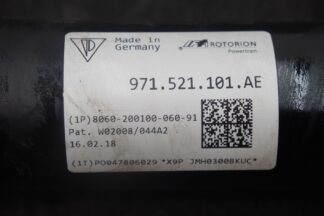 Made in
Germany
ROTORION
Powertrain
971.521.101.AE
(1P)8060-200100-060-91
Pat. WO2008/044A2
16.02.18
(1T)PO047806029 *X9P JMH03008KUC*